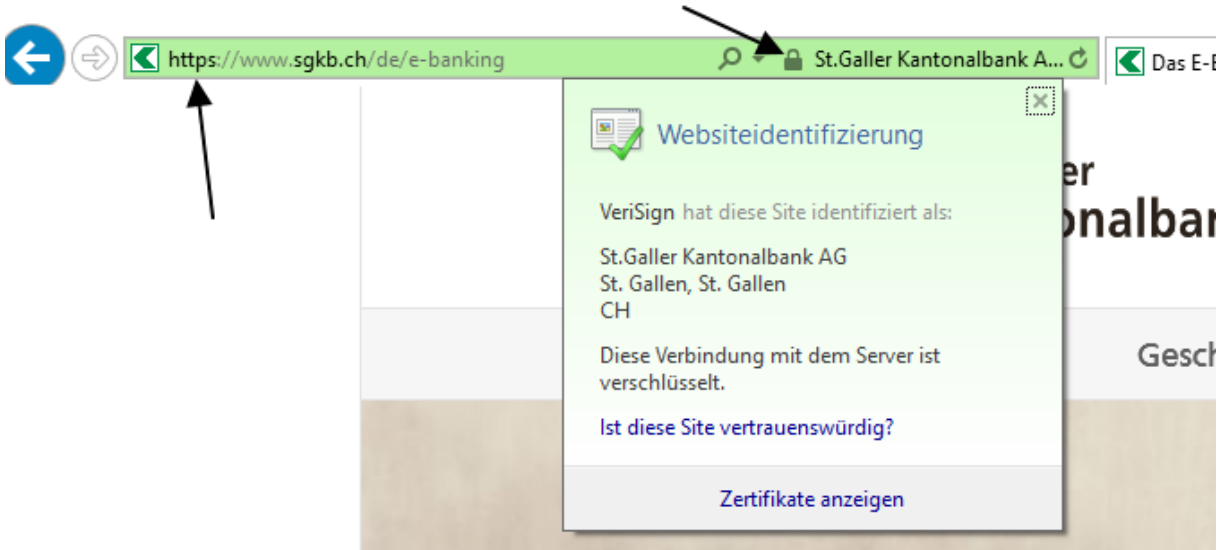 https://www.sgkb.ch/de/e-banking
St.Galler Kantonalbank A...
Das E-
Websiteidentifizierung
er
onalba
VeriSign hat diese Site identifiziert als:
St.Galler Kantonalbank AG
St. Gallen, St. Gallen
CH
Diese Verbindung mit dem Server ist
verschlüsselt.
Gesch
Ist diese Site vertrauenswürdig?
Zertifikate anzeigen